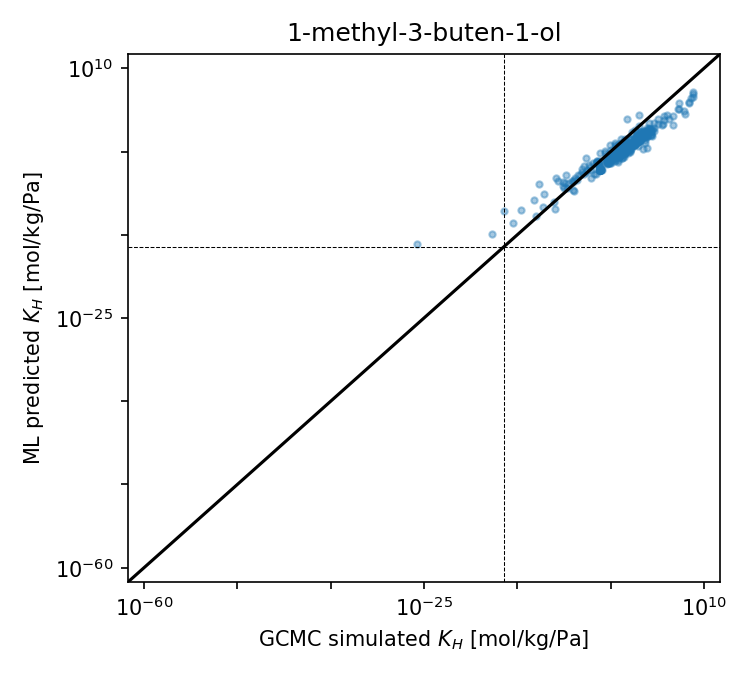 1-methyl-3-buten-1-ol
10^10
10^-25
10^-60
ML predicted K_H [mol/kg/Pa]
10^-60
10^-25
10^10
GCMC simulated K_H [mol/kg/Pa]